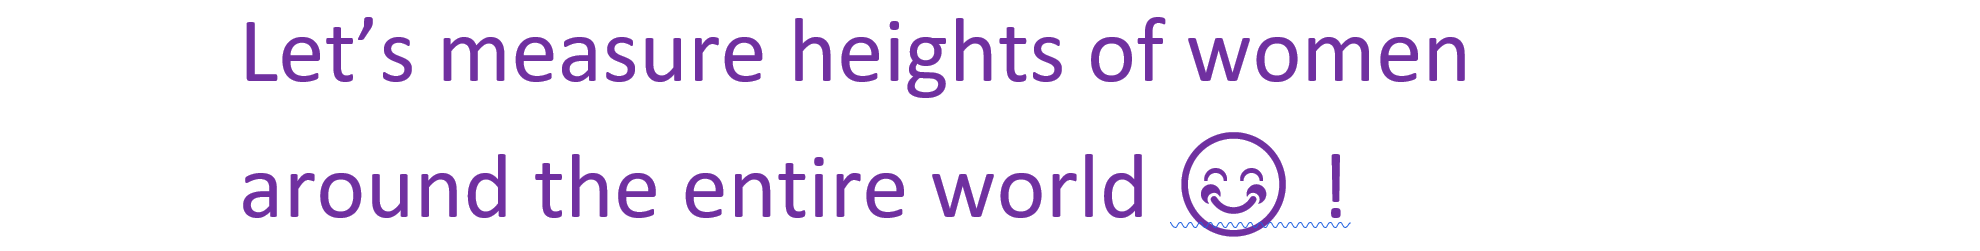 Let’s measure heights of women
around the entire world 😊 !